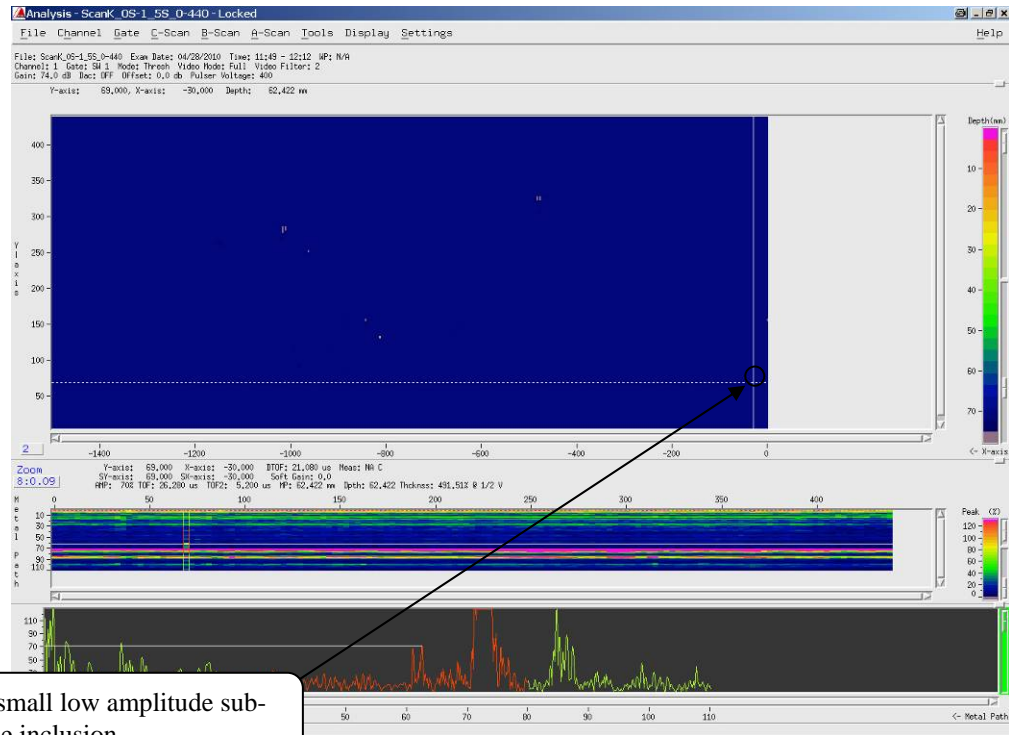 Analysis - ScanK_0S-1_5S_0-440 - Locked
File Channel Gate C-Scan B-Scan A-Scan Tools Display Settings Help
File: ScanK_0S-1_5S_0-440 Exam Date: 04/28/2010 Time: 11:49 - 12:12 WP: N/A
Channel: 1 Gate: SW 1 Mode: Thresh Video Mode: Full Video Filter: 2
Gain: 74.0 dB Dac: OFF Offset: 0.0 db Pulser Voltage: 400
Y-axis: 69,000, X-axis: -30,000 Depth: 62,422 mm
Depth(mm)
10
20
30
40
50
60
70
Y axis
400
350
300
250
200
150
100
50
2
-1400 -1200 -1000 -800 -600 -400 -200 0
<- X-axis
Zoom
8:0.09
Y-axis: 69,000 X-axis: -30,000 DTOF: 21.080 us Meas: NA C
SY-axis: 69,000 SX-axis: -30,000 Soft Gain: 0.0
AMP: 70% TOF: 26.280 us TOF2: 5.200 us MP: 62,422 mm Dpth: 62,422 Thcknss: 491.51% @ 1/2 V
0 50 100 150 200 250 300 350 400
Metal Path
10
30
50
70
90
110
Peak (%)
120
100
80
60
40
20
0
110
90
70
50
small low amplitude sub-
inclusion
50 60 70 80 90 100 110
<- Metal Path